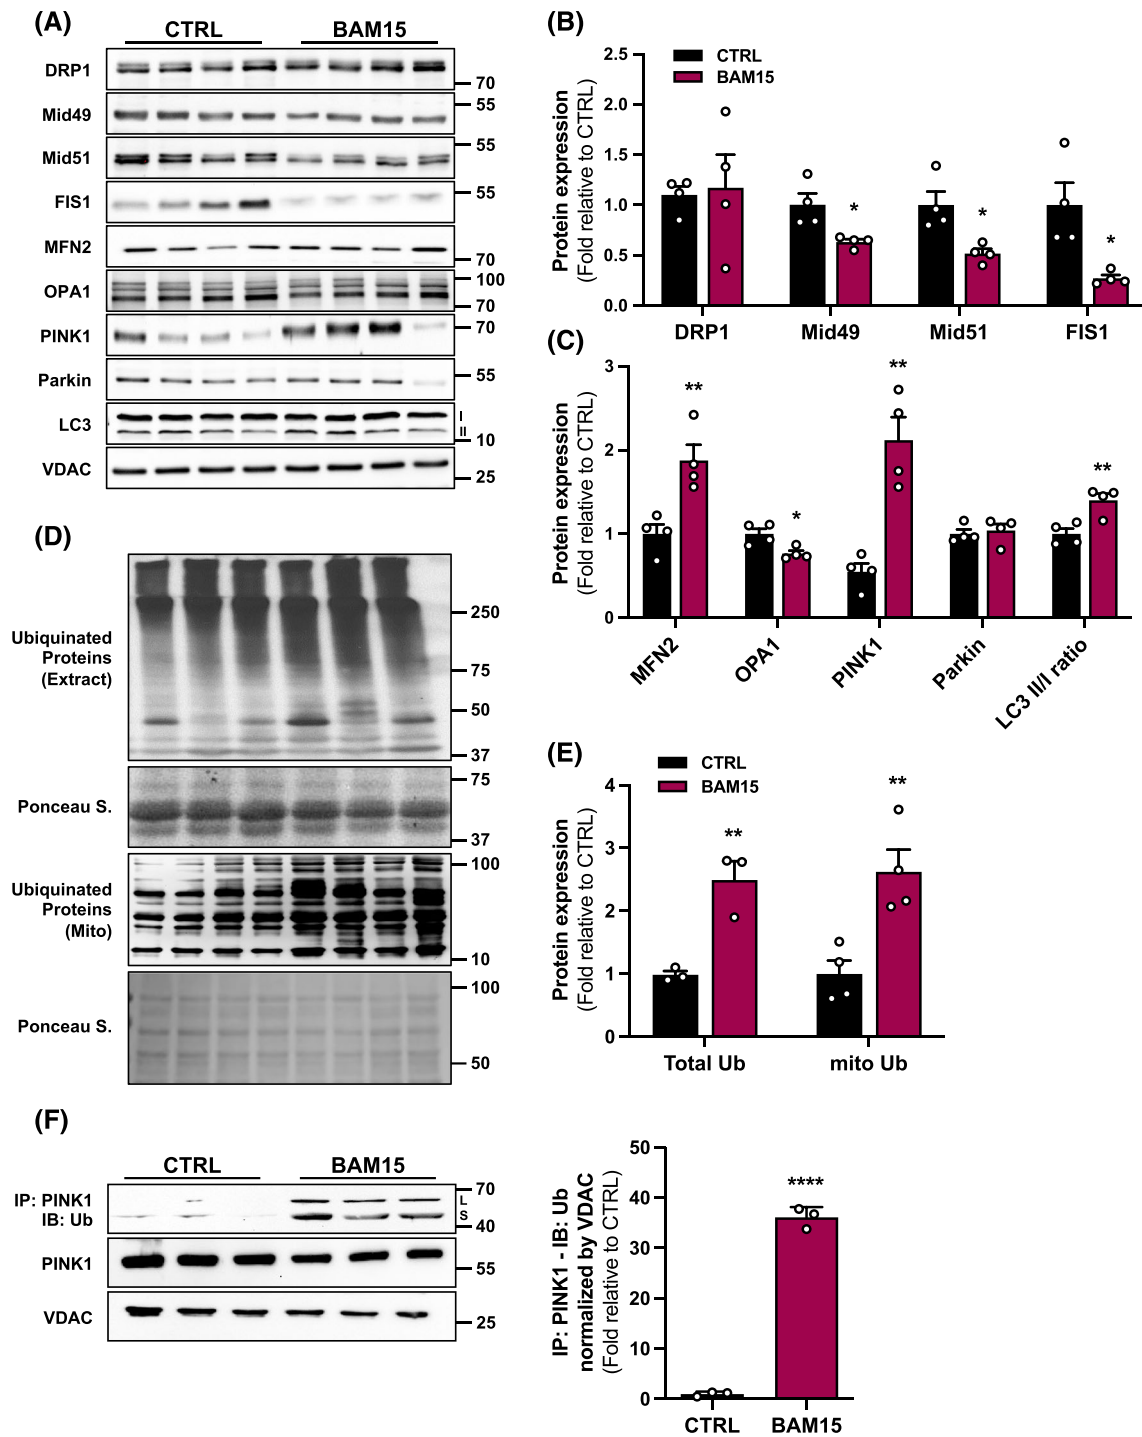 (A)
CTRL BAM15
DRP1
70
Mid49
55
Mid51
55
FIS1
55
MFN2
70
OPA1
100
70
PINK1
70
Parkin
55
LC3
I
II
10
VDAC
25
(B)
CTRL
BAM15
Protein expression
(Fold relative to CTRL)
2.5
2.0
1.5
1.0
0.5
0.0
* * *
DRP1 Mid49 Mid51 FIS1
(C)
Protein expression
(Fold relative to CTRL)
3
2
1
0
** * ** **
MFN2 OPA1 PINK1 Parkin LC3 II/I ratio
(D)
Ubiquinated
Proteins
(Extract)
250
75
50
37
Ponceau S.
75
37
Ubiquinated
Proteins
(Mito)
100
10
Ponceau S.
100
50
(E)
CTRL
BAM15
Protein expression
(Fold relative to CTRL)
4
3
2
1
0
** **
Total Ub mito Ub
(F)
CTRL BAM15
IP: PINK1
IB: Ub
70
L
S
40
PINK1
55
VDAC
25
IP: PINK1 - IB: Ub
normalized by VDAC
(Fold relative to CTRL)
50
40
30
20
10
0
****
CTRL BAM15